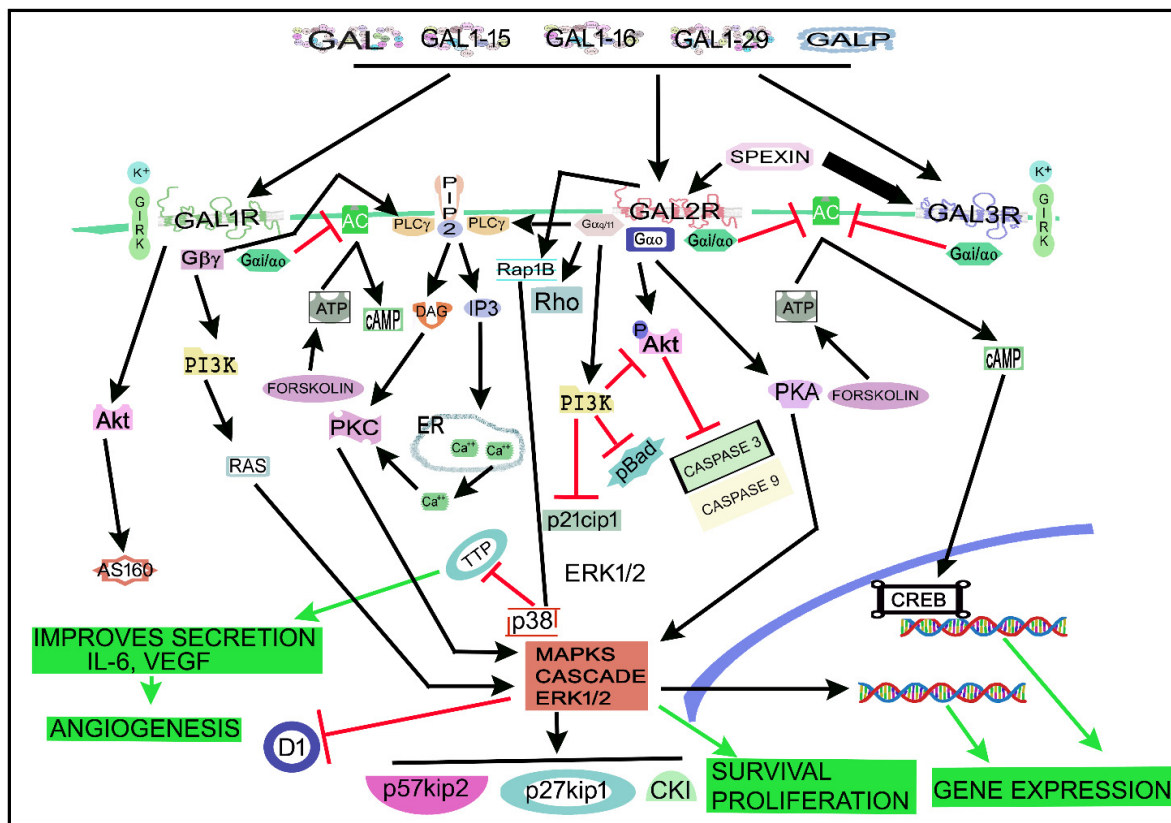 GAL
GAL1-15
GAL1-16
GAL1-29
GALP
SPEXIN
K⁺
GIRK
GAL1R
AC
PLCγ
PIP2
PLCγ
Gαq/11
GAL2R
AC
GAL3R
K⁺
GIRK
Gβγ
Gαi/αo
Gαo
Gαi/αo
Gαi/αo
Rap1B
Rho
ATP
cAMP
DAG
IP3
P
Akt
ATP
cAMP
PI3K
FORSKOLIN
PI3K
PKA
FORSKOLIN
Akt
PKC
ER
Ca⁺⁺
Ca⁺⁺
Ca⁺⁺
pBad
CASPASE 3
CASPASE 9
RAS
p21cip1
AS160
TTP
ERK1/2
CREB
p38
IMPROVES SECRETION
IL-6, VEGF
MAPKS
CASCADE
ERK1/2
ANGIOGENESIS
D1
p57kip2
p27kip1
CKI
SURVIVAL
PROLIFERATION
GENE EXPRESSION